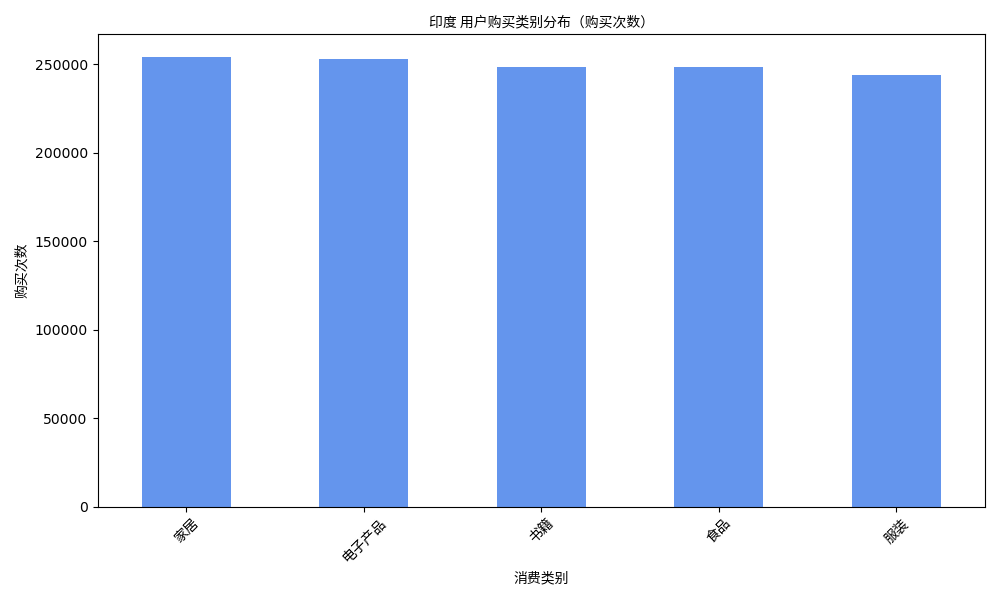 印度 用户购买类别分布（购买次数）
购买次数
250000
200000
150000
100000
50000
0
家居
电子产品
书籍
食品
服装
消费类别